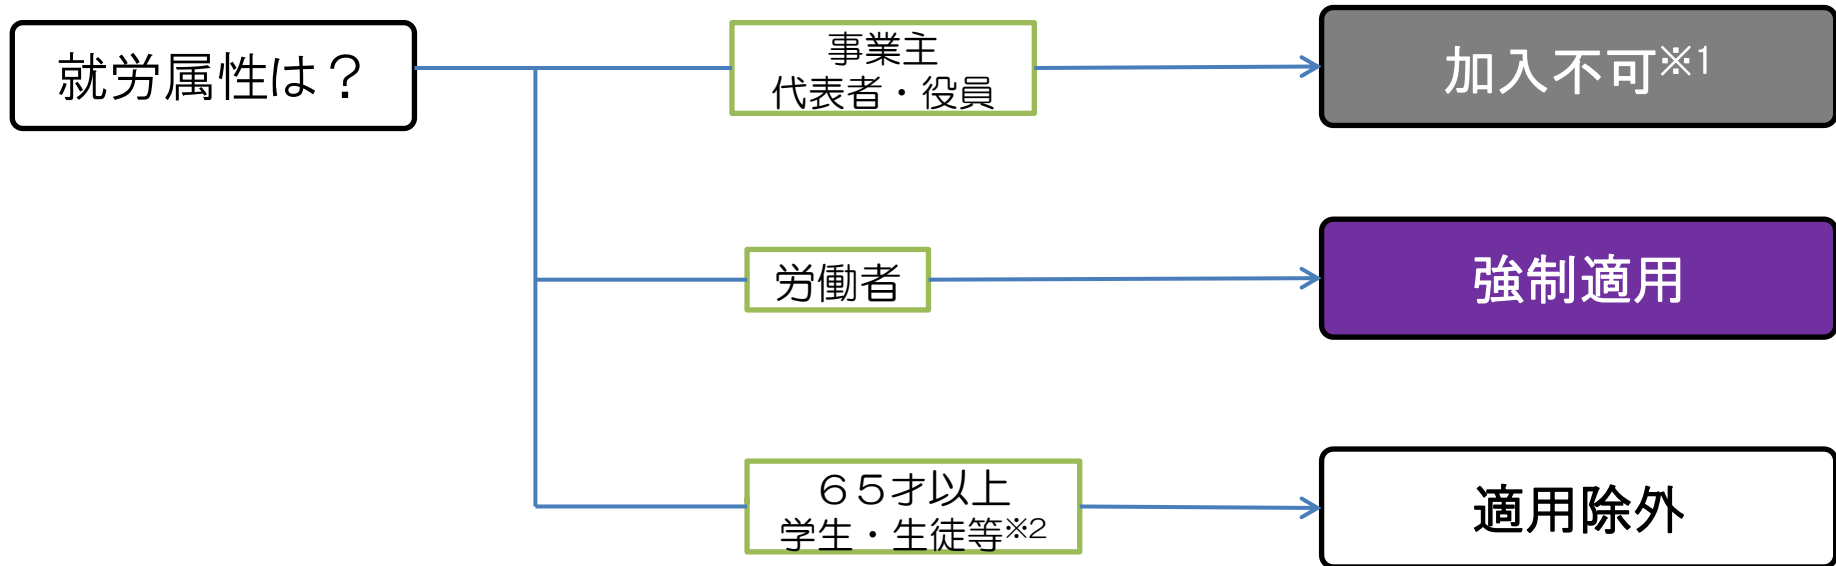 就労属性は？
事業主
代表者・役員
加入不可※1
労働者
強制適用
６５才以上
学生・生徒等※2
適用除外